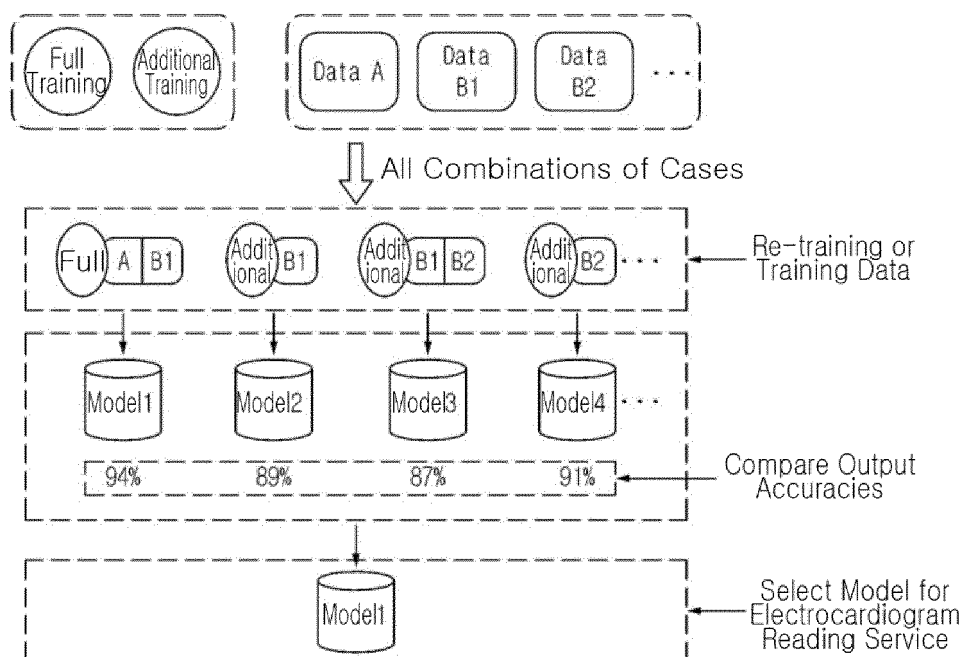 Full
Training
Additional
Training
Data A
Data
B1
Data
B2
...
All Combinations of Cases
Full A B1
Addit
ional B1
Addit
ional B1 B2
Addit
ional B2
...
Re-training or
Training Data
Model1
Model2
Model3
Model4
...
94%
89%
87%
91%
Compare Output
Accuracies
Model1
Select Model for
Electrocardiogram
Reading Service